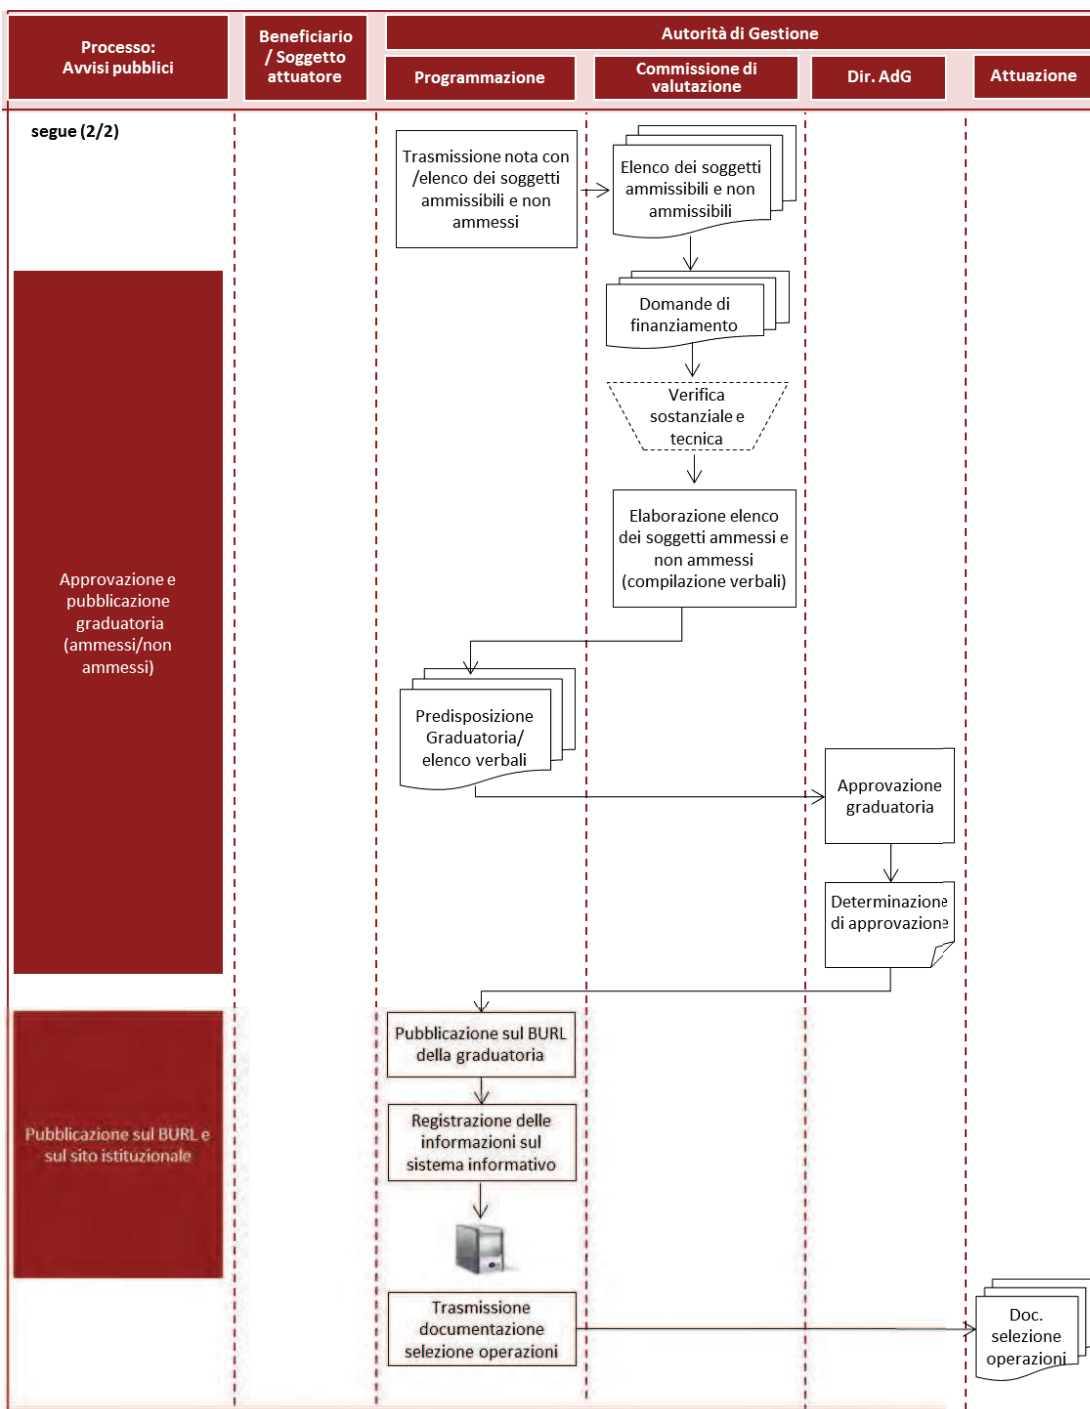 Processo:
Avvisi pubblici
Beneficiario
/ Soggetto
attuatore
Autorità di Gestione
Programmazione
Commissione di
valutazione
Dir. AdG
Attuazione
segue (2/2)
Trasmissione nota con
/elenco dei soggetti
ammissibili e non
ammessi
Elenco dei soggetti
ammissibili e non
ammissibili
Domande di
finanziamento
Verifica
sostanziale e
tecnica
Elaborazione elenco
dei soggetti ammessi e
non ammessi
(compilazione verbali)
Approvazione e
pubblicazione
graduatoria
(ammessi/non
ammessi)
Predisposizione
Graduatoria/
elenco verbali
Approvazione
graduatoria
Determinazione
di approvazione
Pubblicazione sul BURL e
sul sito istituzionale
Pubblicazione sul BURL
della graduatoria
Registrazione delle
informazioni sul
sistema informativo
Trasmissione
documentazione
selezione operazioni
Doc.
selezione
operazioni